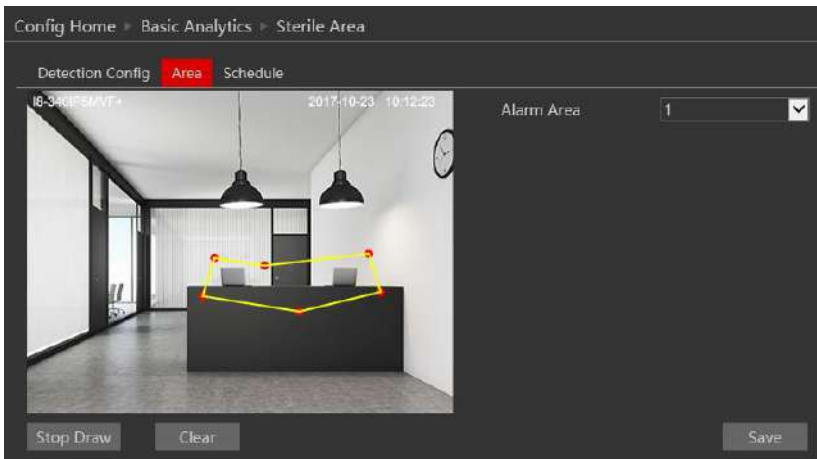 Config Home ▸ Basic Analytics ▸ Sterile Area
Detection Config Area Schedule
2017-10-23 10:12:23
Alarm Area 1
Stop Draw Clear Save